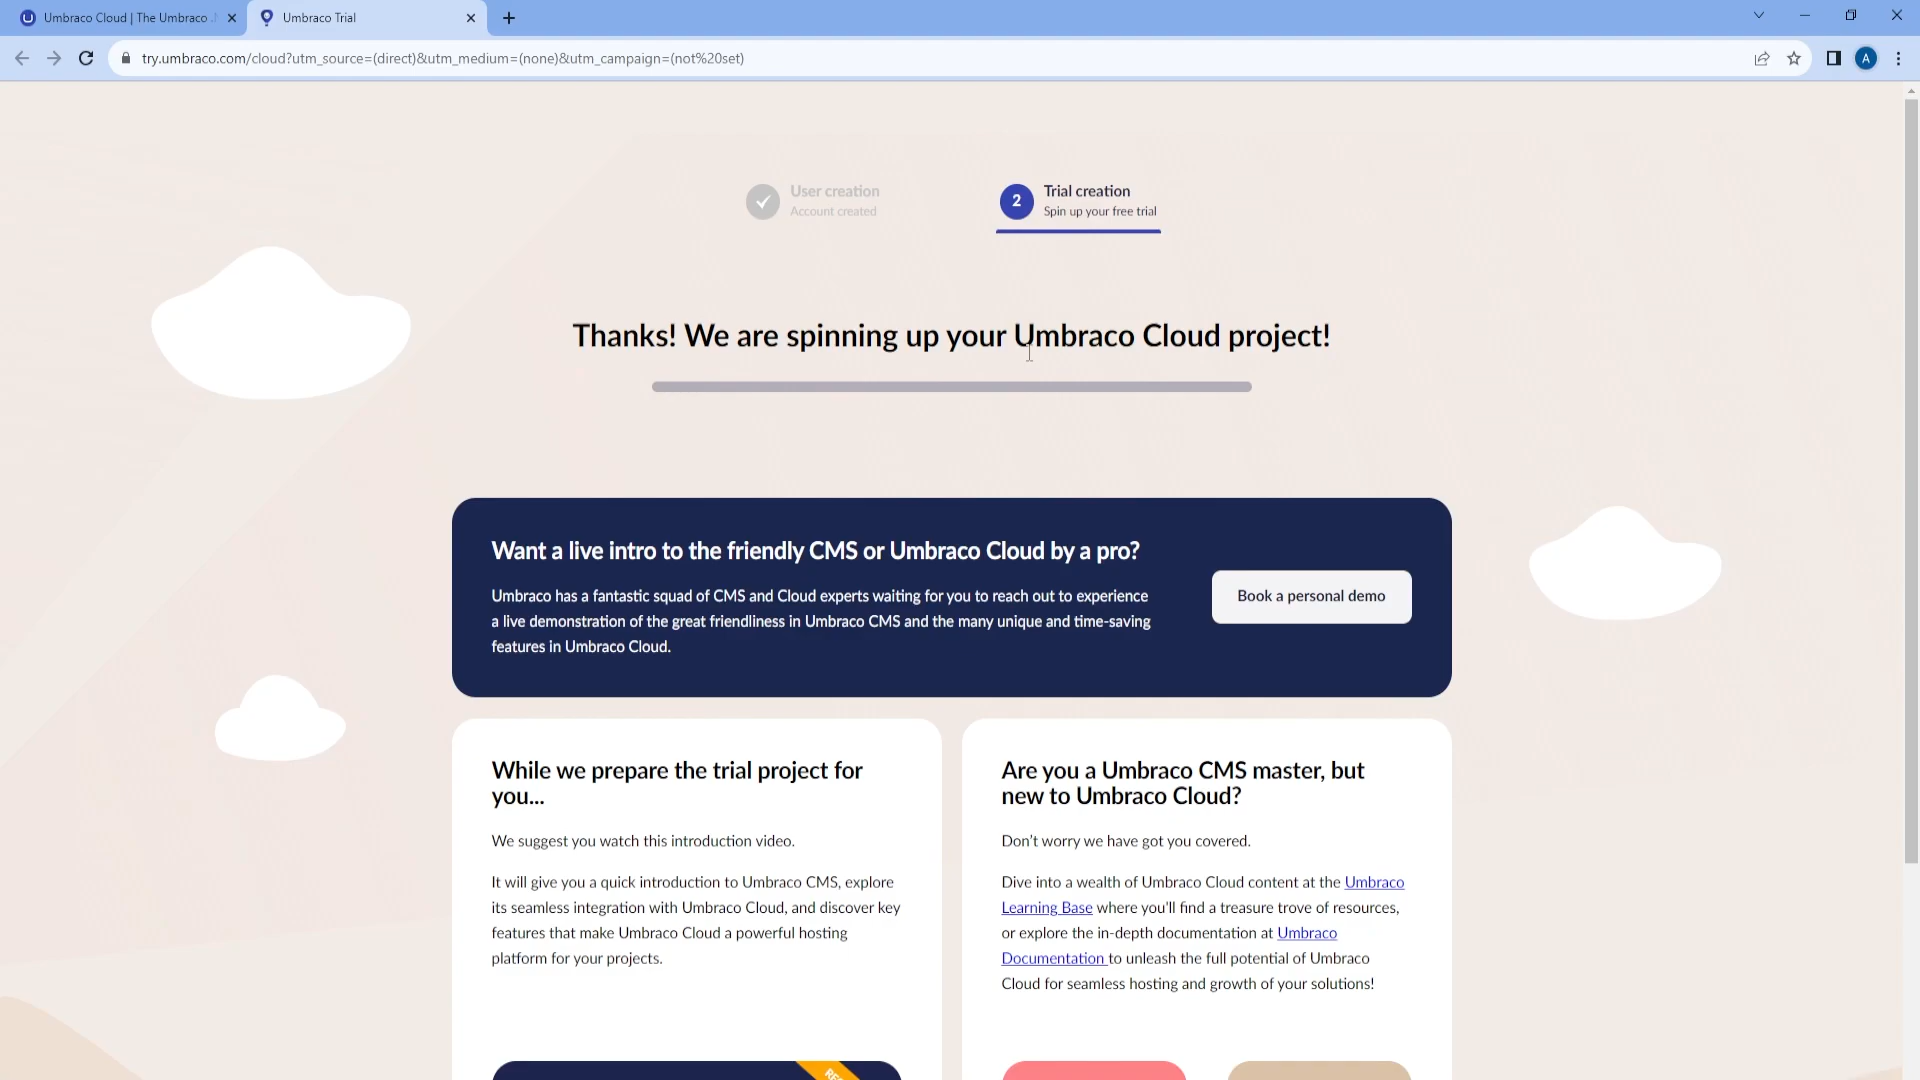 Umbraco Cloud | The Umbraco
Umbraco Trial
try.umbraco.com/cloud?utm_source=(direct)&utm_medium=(none)&utm_campaign=(not%20set)
A
User creation
Account created
2
Trial creation
Spin up your free trial
Thanks! We are spinning up your Umbraco Cloud project!
Want a live intro to the friendly CMS or Umbraco Cloud by a pro?
Umbraco has a fantastic squad of CMS and Cloud experts waiting for you to reach out to experience
a live demonstration of the great friendliness in Umbraco CMS and the many unique and time-saving
features in Umbraco Cloud.
Book a personal demo
While we prepare the trial project for
you...
We suggest you watch this introduction video.
It will give you a quick introduction to Umbraco CMS, explore
its seamless integration with Umbraco Cloud, and discover key
features that make Umbraco Cloud a powerful hosting
platform for your projects.
Are you a Umbraco CMS master, but
new to Umbraco Cloud?
Don't worry we have got you covered.
Dive into a wealth of Umbraco Cloud content at the Umbraco
Learning Base where you'll find a treasure trove of resources,
or explore the in-depth documentation at Umbraco
Documentation to unleash the full potential of Umbraco
Cloud for seamless hosting and growth of your solutions!